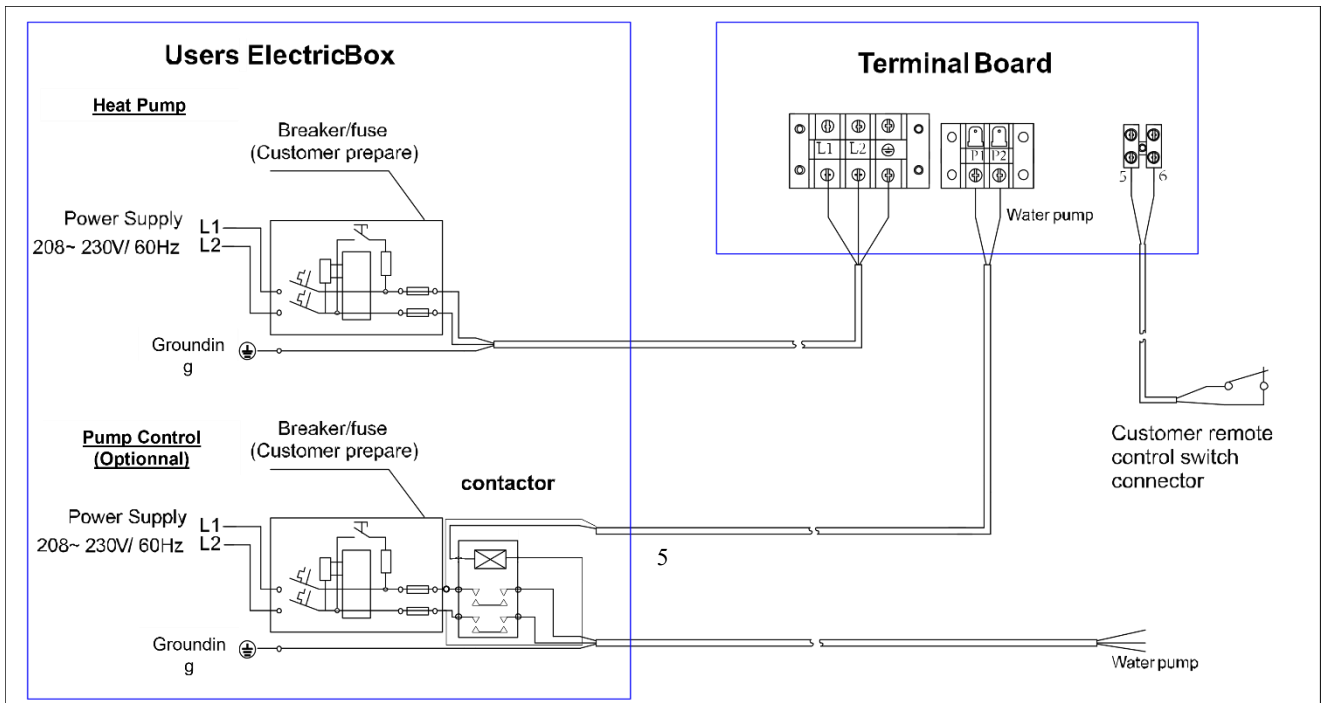 Users ElectricBox
Heat Pump
Breaker/fuse
(Customer prepare)
Power Supply L1
208~ 230V/ 60Hz L2
Groundin
g
Pump Control
(Optionnal)
Breaker/fuse
(Customer prepare)
contactor
Power Supply L1
208~ 230V/ 60Hz L2
Groundin
g
5
Water pump
Terminal Board
L1 L2
P1 P2
Water pump
5 6
Customer remote
control switch
connector